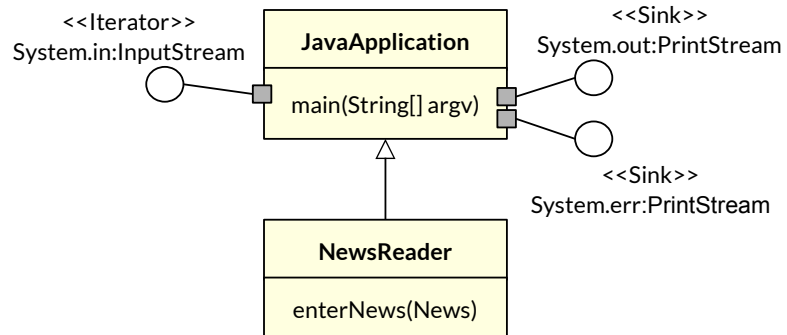 <<Iterator>>
System.in:InputStream
JavaApplication
main(String[] argv)
<<Sink>>
System.out:PrintStream
<<Sink>>
System.err:PrintStream
NewsReader
enterNews(News)